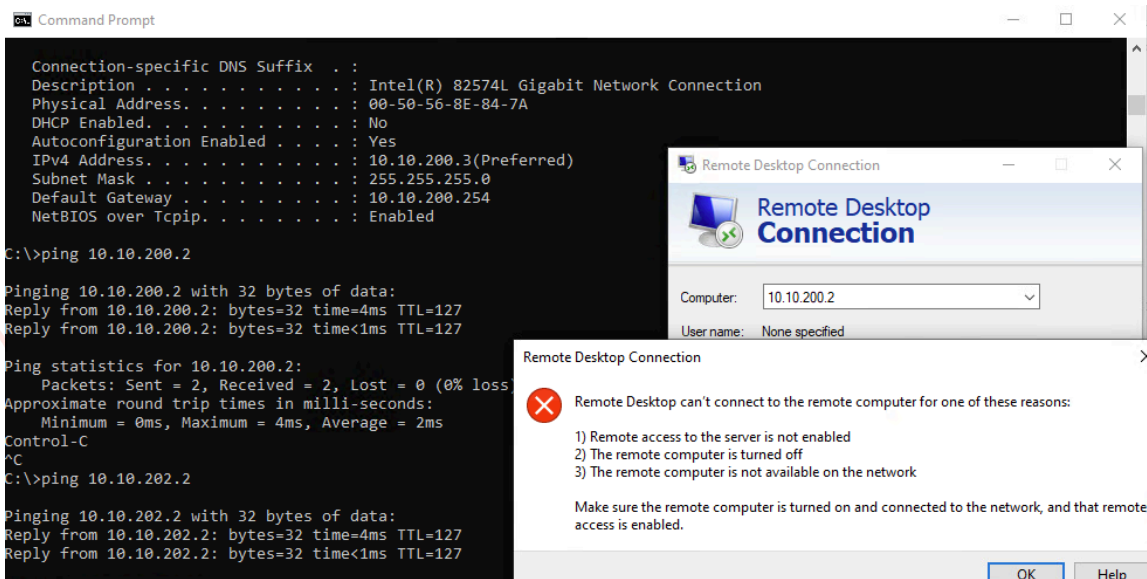 Command Prompt
Connection-specific DNS Suffix  . :
Description . . . . . . . . . . . : Intel(R) 82574L Gigabit Network Connection
Physical Address. . . . . . . . . : 00-50-56-8E-84-7A
DHCP Enabled. . . . . . . . . . . : No
Autoconfiguration Enabled . . . . : Yes
IPv4 Address. . . . . . . . . . . : 10.10.200.3(Preferred)
Subnet Mask . . . . . . . . . . . : 255.255.255.0
Default Gateway . . . . . . . . . : 10.10.200.254
NetBIOS over Tcpip. . . . . . . . : Enabled
C:\>ping 10.10.200.2
Pinging 10.10.200.2 with 32 bytes of data:
Reply from 10.10.200.2: bytes=32 time=4ms TTL=127
Reply from 10.10.200.2: bytes=32 time<1ms TTL=127
Ping statistics for 10.10.200.2:
Packets: Sent = 2, Received = 2, Lost = 0 (0% loss)
Approximate round trip times in milli-seconds:
Minimum = 0ms, Maximum = 4ms, Average = 2ms
Control-C
^C
C:\>ping 10.10.202.2
Pinging 10.10.202.2 with 32 bytes of data:
Reply from 10.10.202.2: bytes=32 time=4ms TTL=127
Reply from 10.10.202.2: bytes=32 time<1ms TTL=127
Remote Desktop Connection
Remote Desktop
Connection
Computer: 10.10.200.2
User name: None specified
Remote Desktop Connection
Remote Desktop can't connect to the remote computer for one of these reasons:
1) Remote access to the server is not enabled
2) The remote computer is turned off
3) The remote computer is not available on the network
Make sure the remote computer is turned on and connected to the network, and that remote
access is enabled.
OK Help